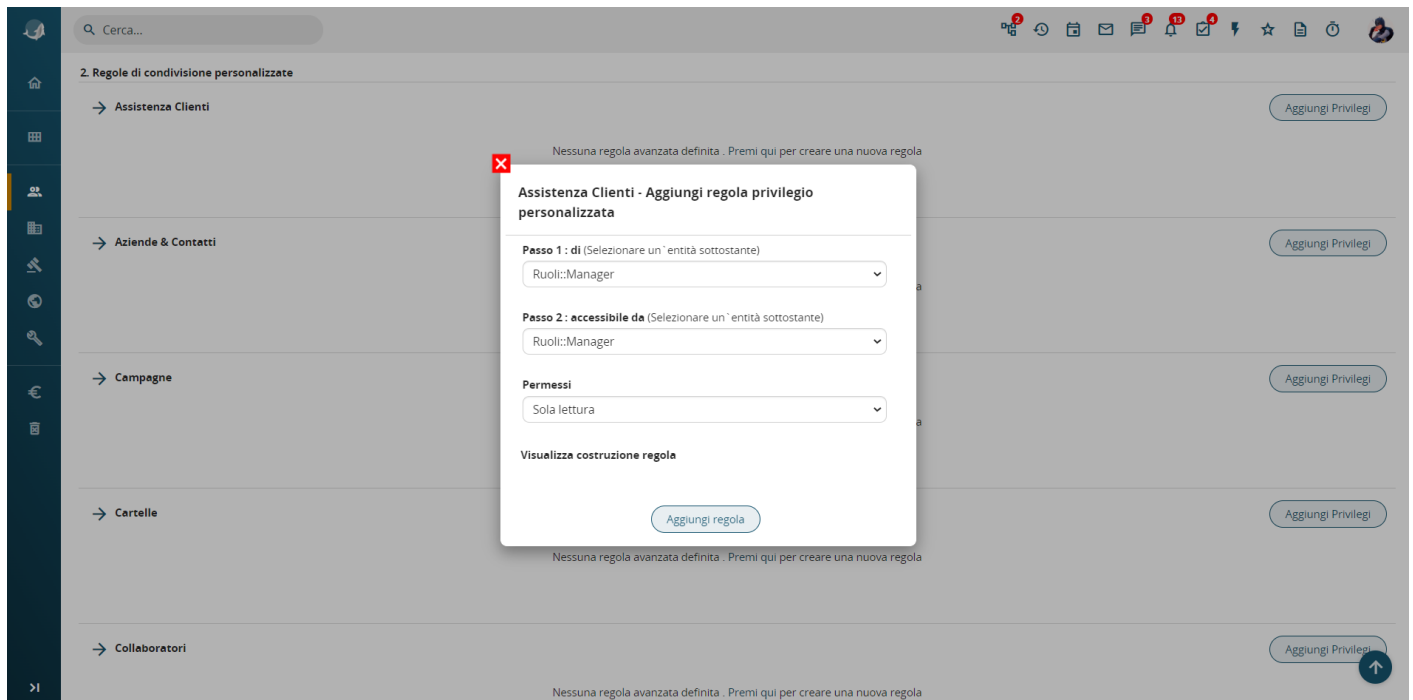 Cerca...
2
3
13
4
2. Regole di condivisione personalizzate
Assistenza Clienti
Aggiungi Privilegi
Nessuna regola avanzata definita . Premi qui per creare una nuova regola
Assistenza Clienti - Aggiungi regola privilegio
personalizzata
Passo 1 : di (Selezionare un`entità sottostante)
Ruoli::Manager
Passo 2 : accessibile da (Selezionare un`entità sottostante)
Ruoli::Manager
Permessi
Sola lettura
Visualizza costruzione regola
Aggiungi regola
Aziende & Contatti
Aggiungi Privilegi
a
Campagne
Aggiungi Privilegi
a
Cartelle
Aggiungi Privilegi
Nessuna regola avanzata definita . Premi qui per creare una nuova regola
Collaboratori
Aggiungi Privilegi
Nessuna regola avanzata definita . Premi qui per creare una nuova regola